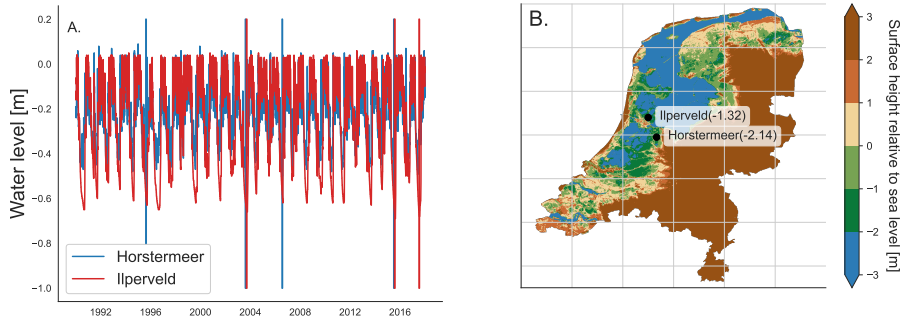 A.
Water level [m]
0.2
0.0
−0.2
−0.4
−0.6
−0.8
−1.0
Horstermeer
Ilperveld
1992
1996
2000
2004
2008
2012
2016
B.
Ilperveld(-1.32)
Horstermeer(-2.14)
3
2
1
0
−1
−2
−3
Surface height relative to sea level [m]